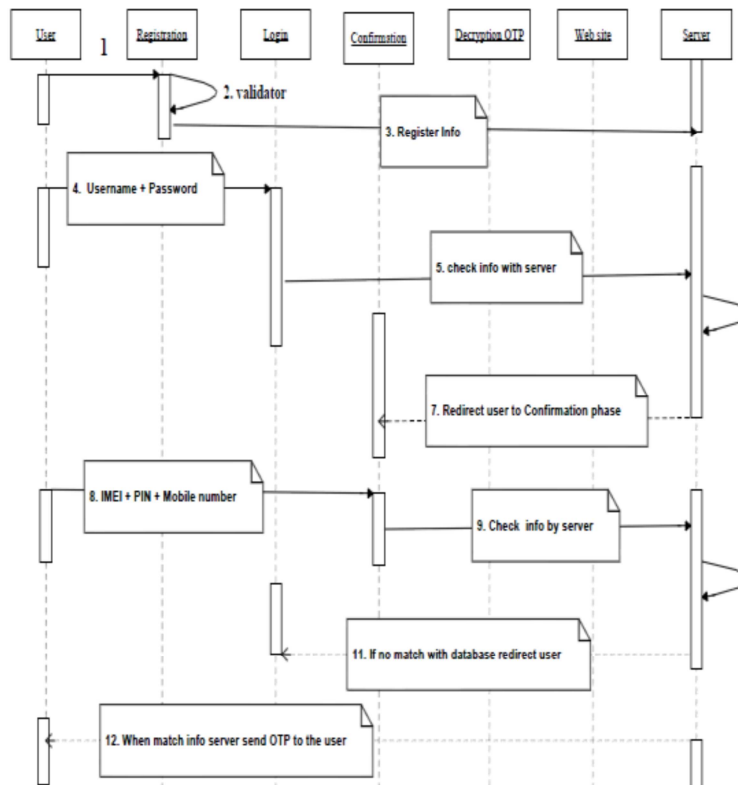 User
Registration
Login
Confirmation
Decryption OTP
Web site
Server
1
2. validator
3. Register Info
4. Username + Password
5. check info with server
7. Redirect user to Confirmation phase
8. IMEI + PIN + Mobile number
9. Check info by server
11. If no match with database redirect user
12. When match info server send OTP to the user